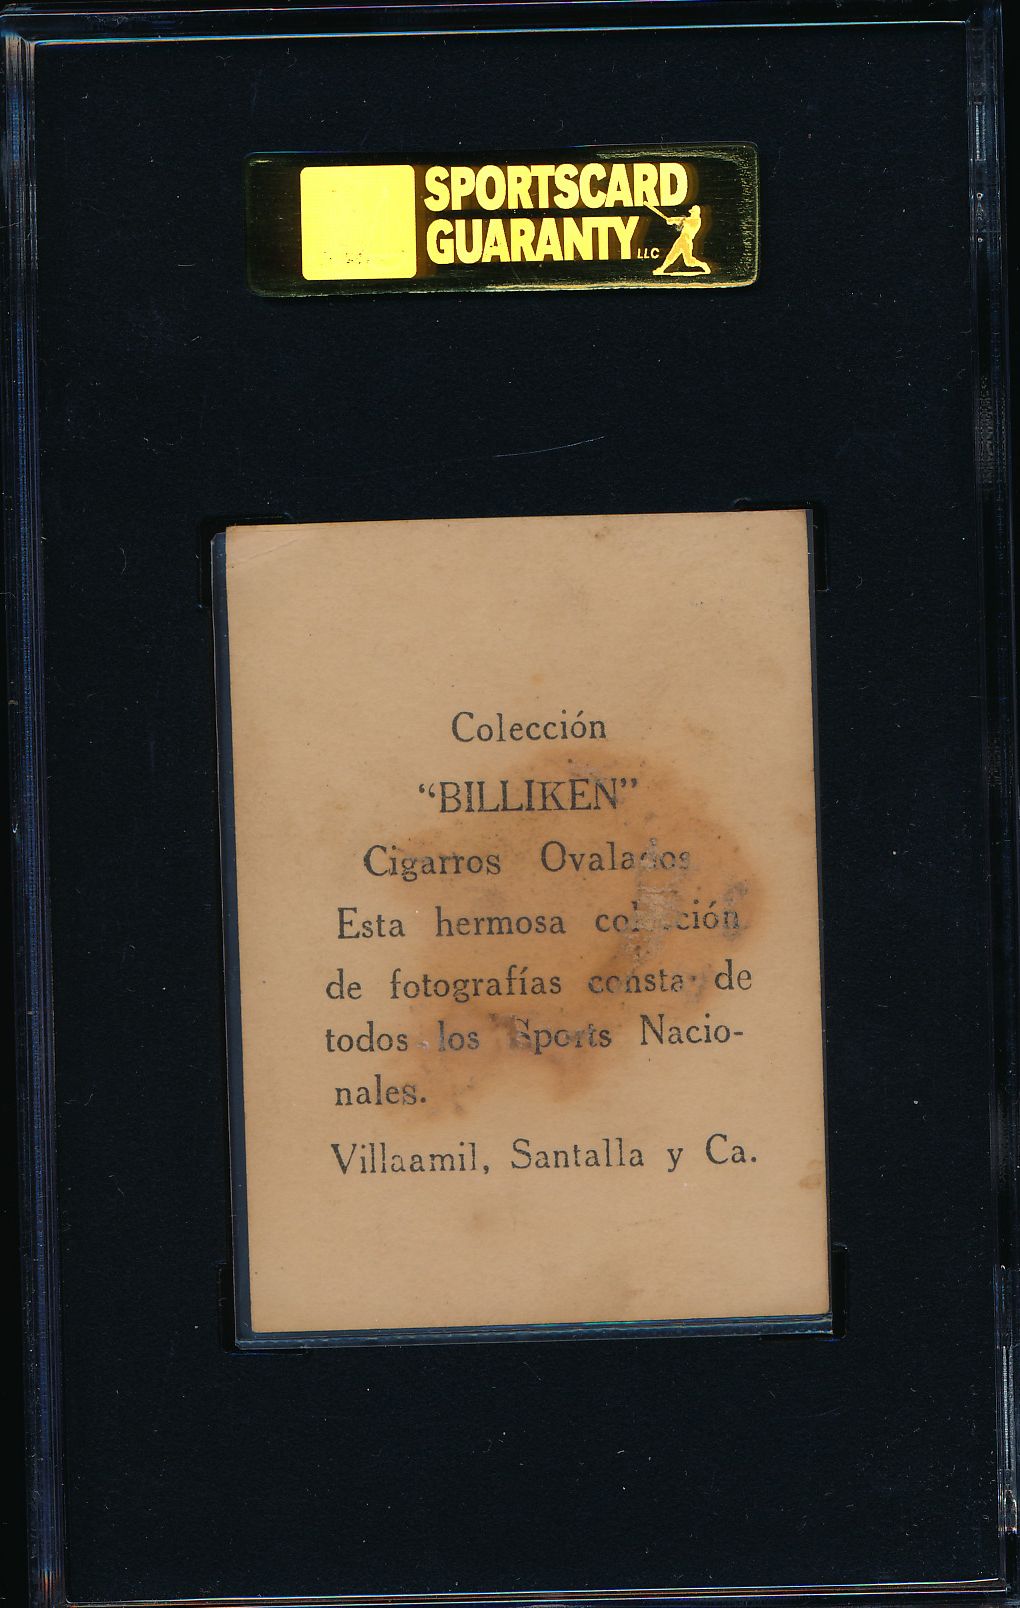 SPORTSCARD
GUARANTY LLC
Colección
“BILLIKEN”
Cigarros Ovalados
Esta hermosa colección
de fotografías consta de
todos los Sports Nacio-
nales.
Villaamil, Santalla y Ca.